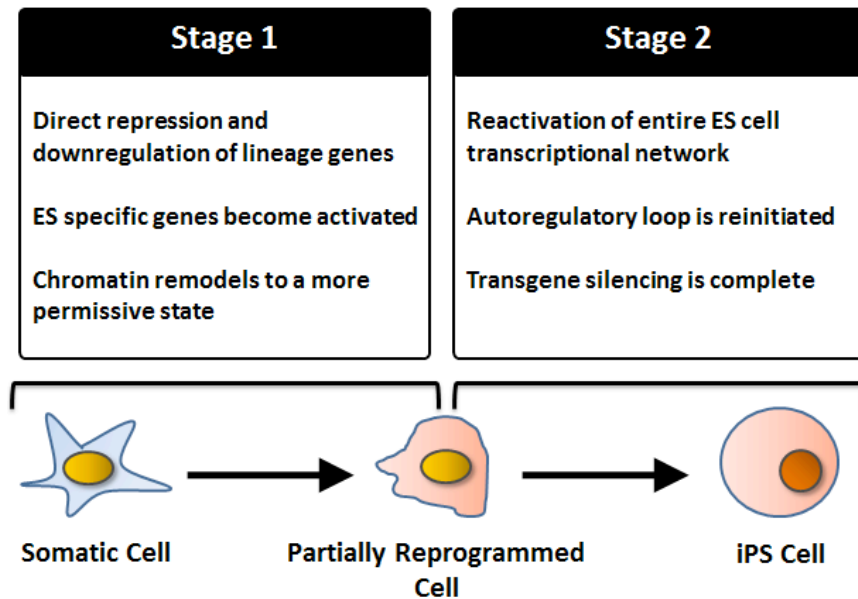 Stage 1
Direct repression and
downregulation of lineage genes
ES specific genes become activated
Chromatin remodels to a more
permissive state
Stage 2
Reactivation of entire ES cell
transcriptional network
Autoregulatory loop is reinitiated
Transgene silencing is complete
Somatic Cell
Partially Reprogrammed
Cell
iPS Cell